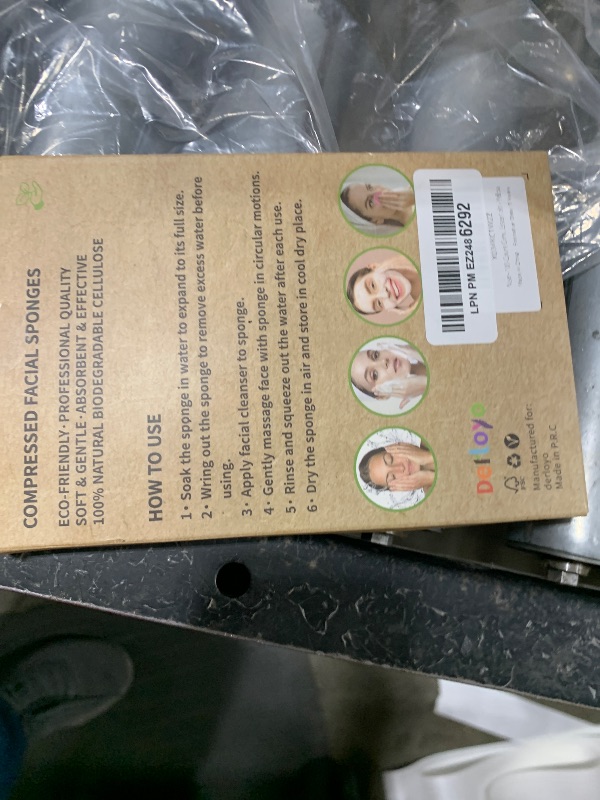 COMPRESSED FACIAL SPONGES
ECO-FRIENDLY · PROFESSIONAL QUALITY
SOFT & GENTLE · ABSORBENT & EFFECTIVE
100% NATURAL BIODEGRADABLE CELLULOSE
HOW TO USE
1 · Soak the sponge in water to expand to its full size.
2 · Wring out the sponge to remove excess water before
using.
3 · Apply facial cleanser to sponge.
4 · Gently massage face with sponge in circular motions.
5 · Rinse and squeeze out the water after each use.
6 · Dry the sponge in air and store in cool dry place.
LPN PM EZ248 6292
Defloyo
FSC
V
Manufactured for:
defloyo
Made in P.R.C